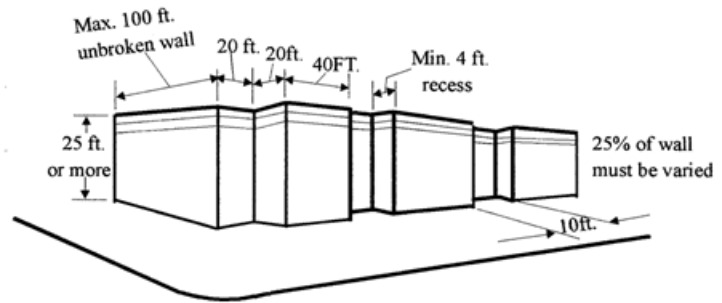 Max. 100 ft.
unbroken wall
20 ft.
20ft.
40FT.
Min. 4 ft.
recess
25 ft.
or more
25% of wall
must be varied
10ft.